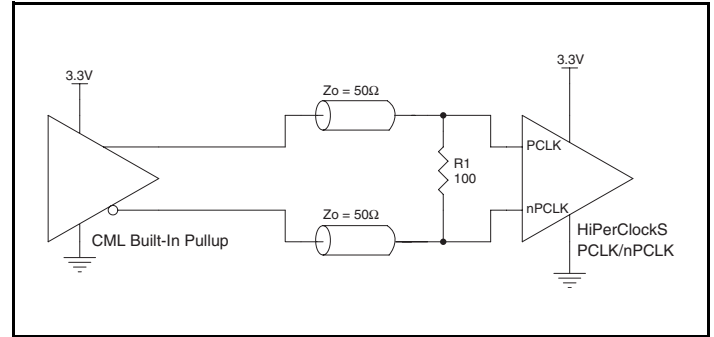 3.3V
3.3V
Zo = 50Ω
PCLK
R1
100
nPCLK
Zo = 50Ω
HiPerClockS
PCLK/nPCLK
CML Built-In Pullup